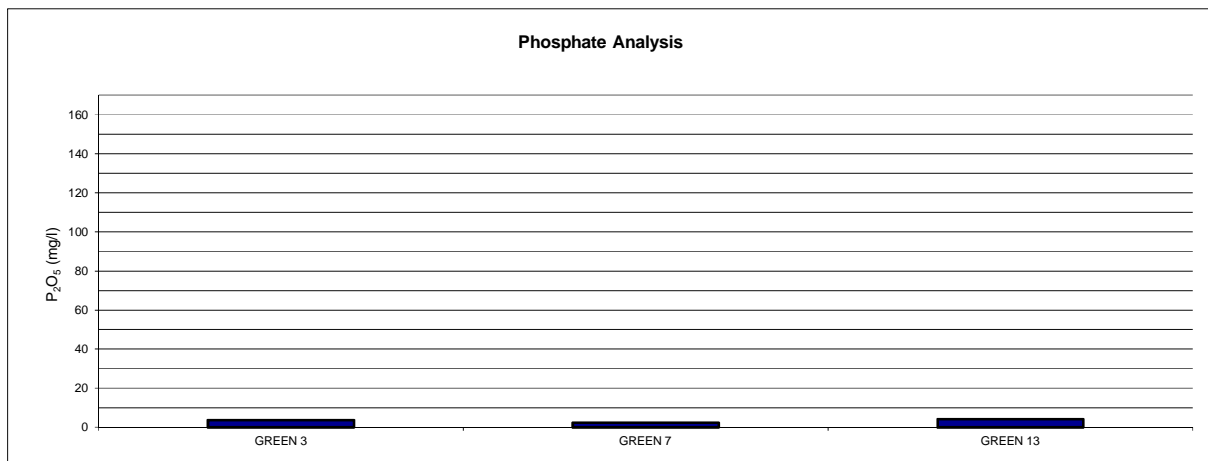 Phosphate Analysis
P₂O₅ (mg/l)
160
140
120
100
80
60
40
20
0
GREEN 3
GREEN 7
GREEN 13